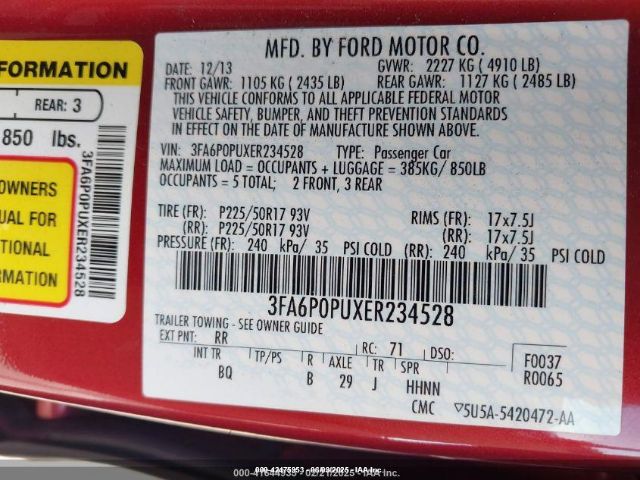 FORMATION
REAR: 3
850 lbs.
3FA6P0PUXER234528
OWNERS
UAL FOR
TIONAL
RMATION
MFD. BY FORD MOTOR CO.
DATE: 12/13 GVWR: 2227 KG (4910 LB)
FRONT GAWR: 1105 KG (2435 LB) REAR GAWR: 1127 KG (2485 LB)
THIS VEHICLE CONFORMS TO ALL APPLICABLE FEDERAL MOTOR
VEHICLE SAFETY, BUMPER, AND THEFT PREVENTION STANDARDS
IN EFFECT ON THE DATE OF MANUFACTURE SHOWN ABOVE.
VIN: 3FA6P0PUXER234528 TYPE: Passenger Car
MAXIMUM LOAD = OCCUPANTS + LUGGAGE = 385KG/ 850LB
OCCUPANTS = 5 TOTAL; 2 FRONT, 3 REAR
TIRE (FR): P225/50R17 93V RIMS (FR): 17x7.5J
(RR): P225/50R17 93V (RR): 17x7.5J
PRESSURE (FR): 240 kPa/ 35 PSI COLD (RR): 240 kPa/ 35 PSI COLD
3FA6P0PUXER234528
TRAILER TOWING - SEE OWNER GUIDE
EXT PNT: RR RC: 71 DSO: F0037
INT TR TP/PS R AXLE TR SPR R0065
BQ B 29 J HHNN
CMC ▽5U5A-5420472-AA